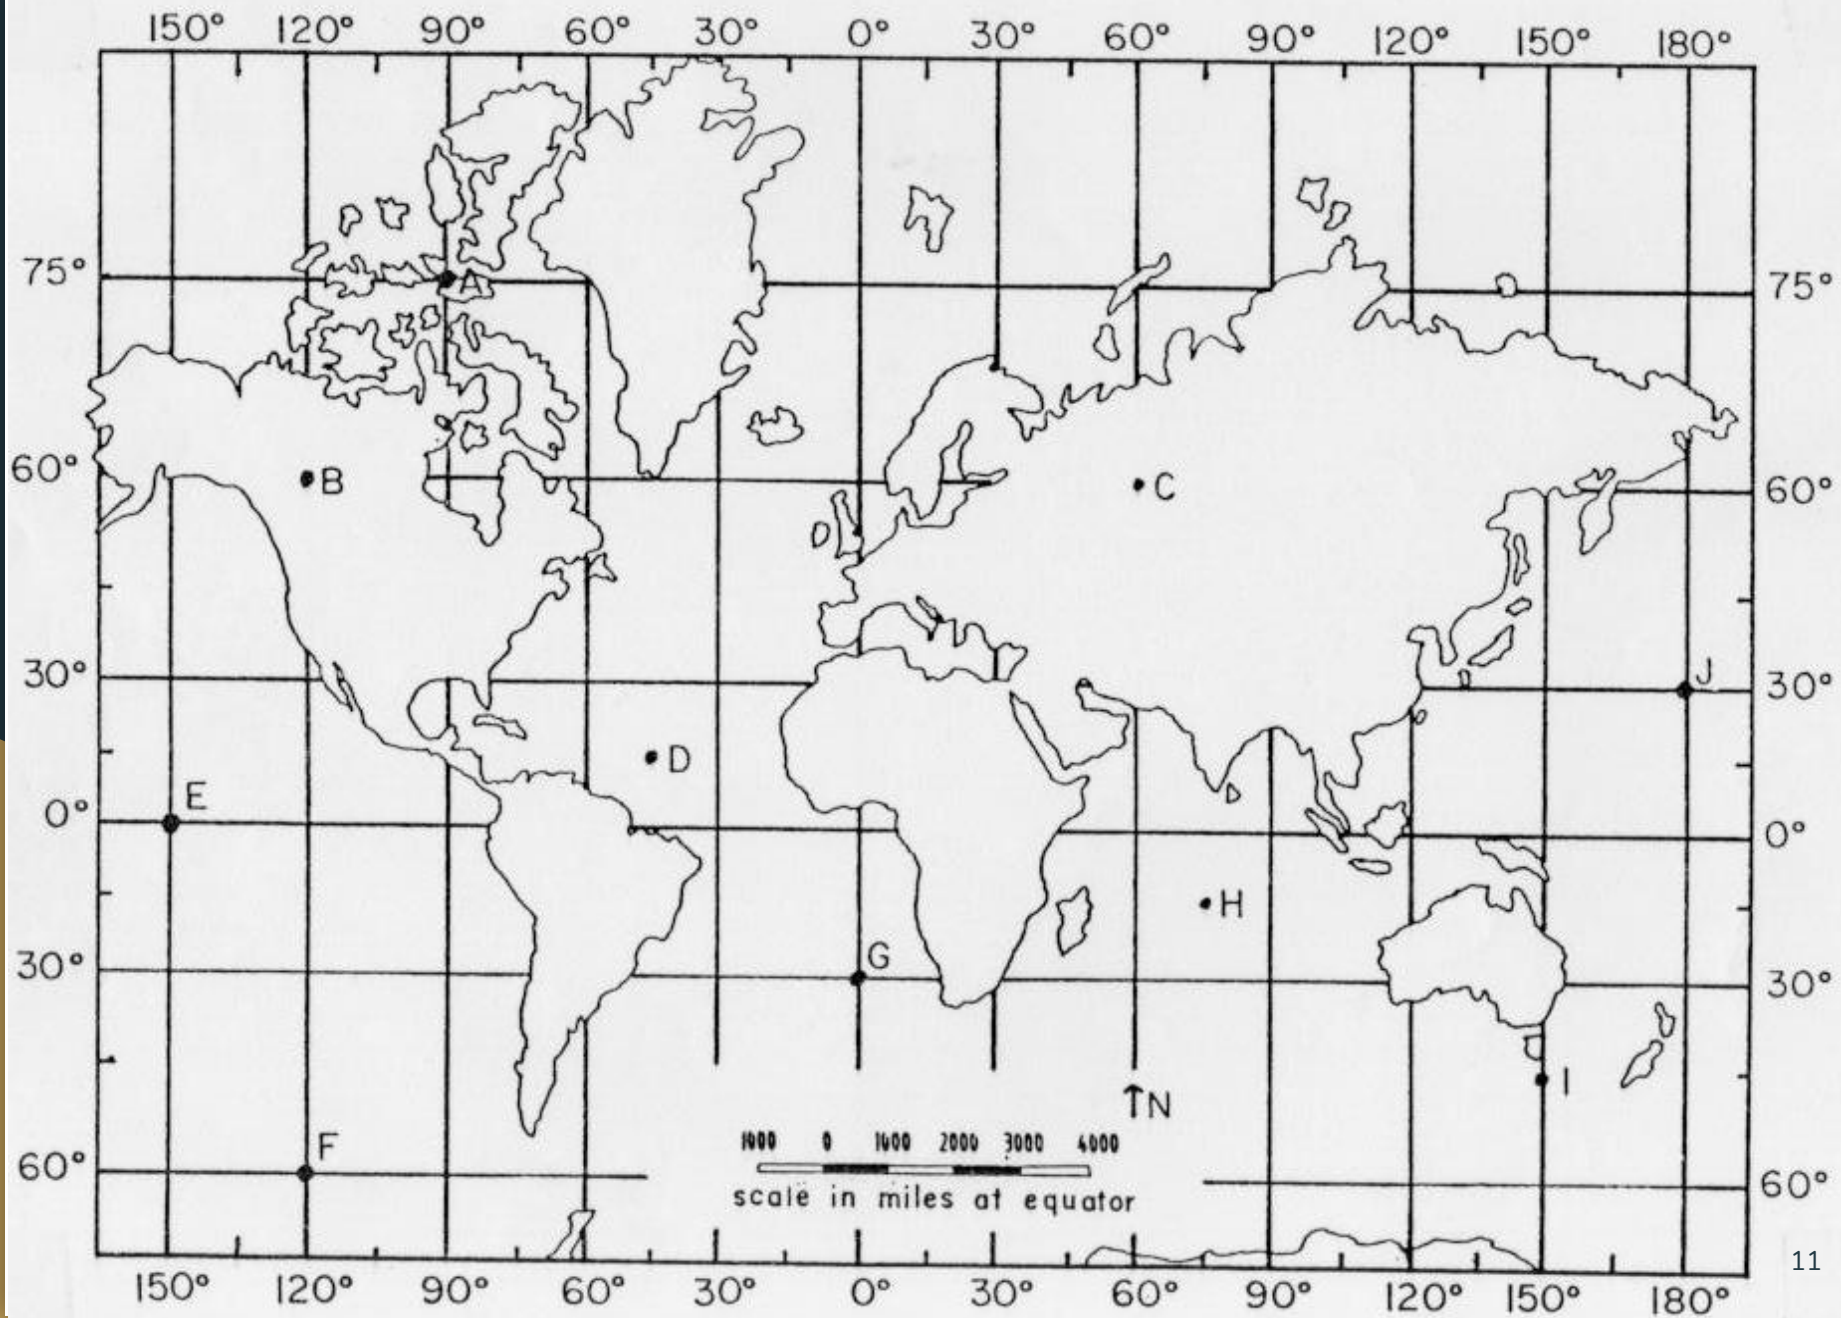 150° 120° 90° 60° 30° 0° 30° 60° 90° 120° 150° 180°
75° A 75°
60° B C 60°
30° J 30°
D
E
0° 0°
H
G
30° 30°
I
↑N
F
1000 0 1000 2000 3000 4000
60° 60°
scale in miles at equator
11
150° 120° 90° 60° 30° 0° 30° 60° 90° 120° 150° 180°